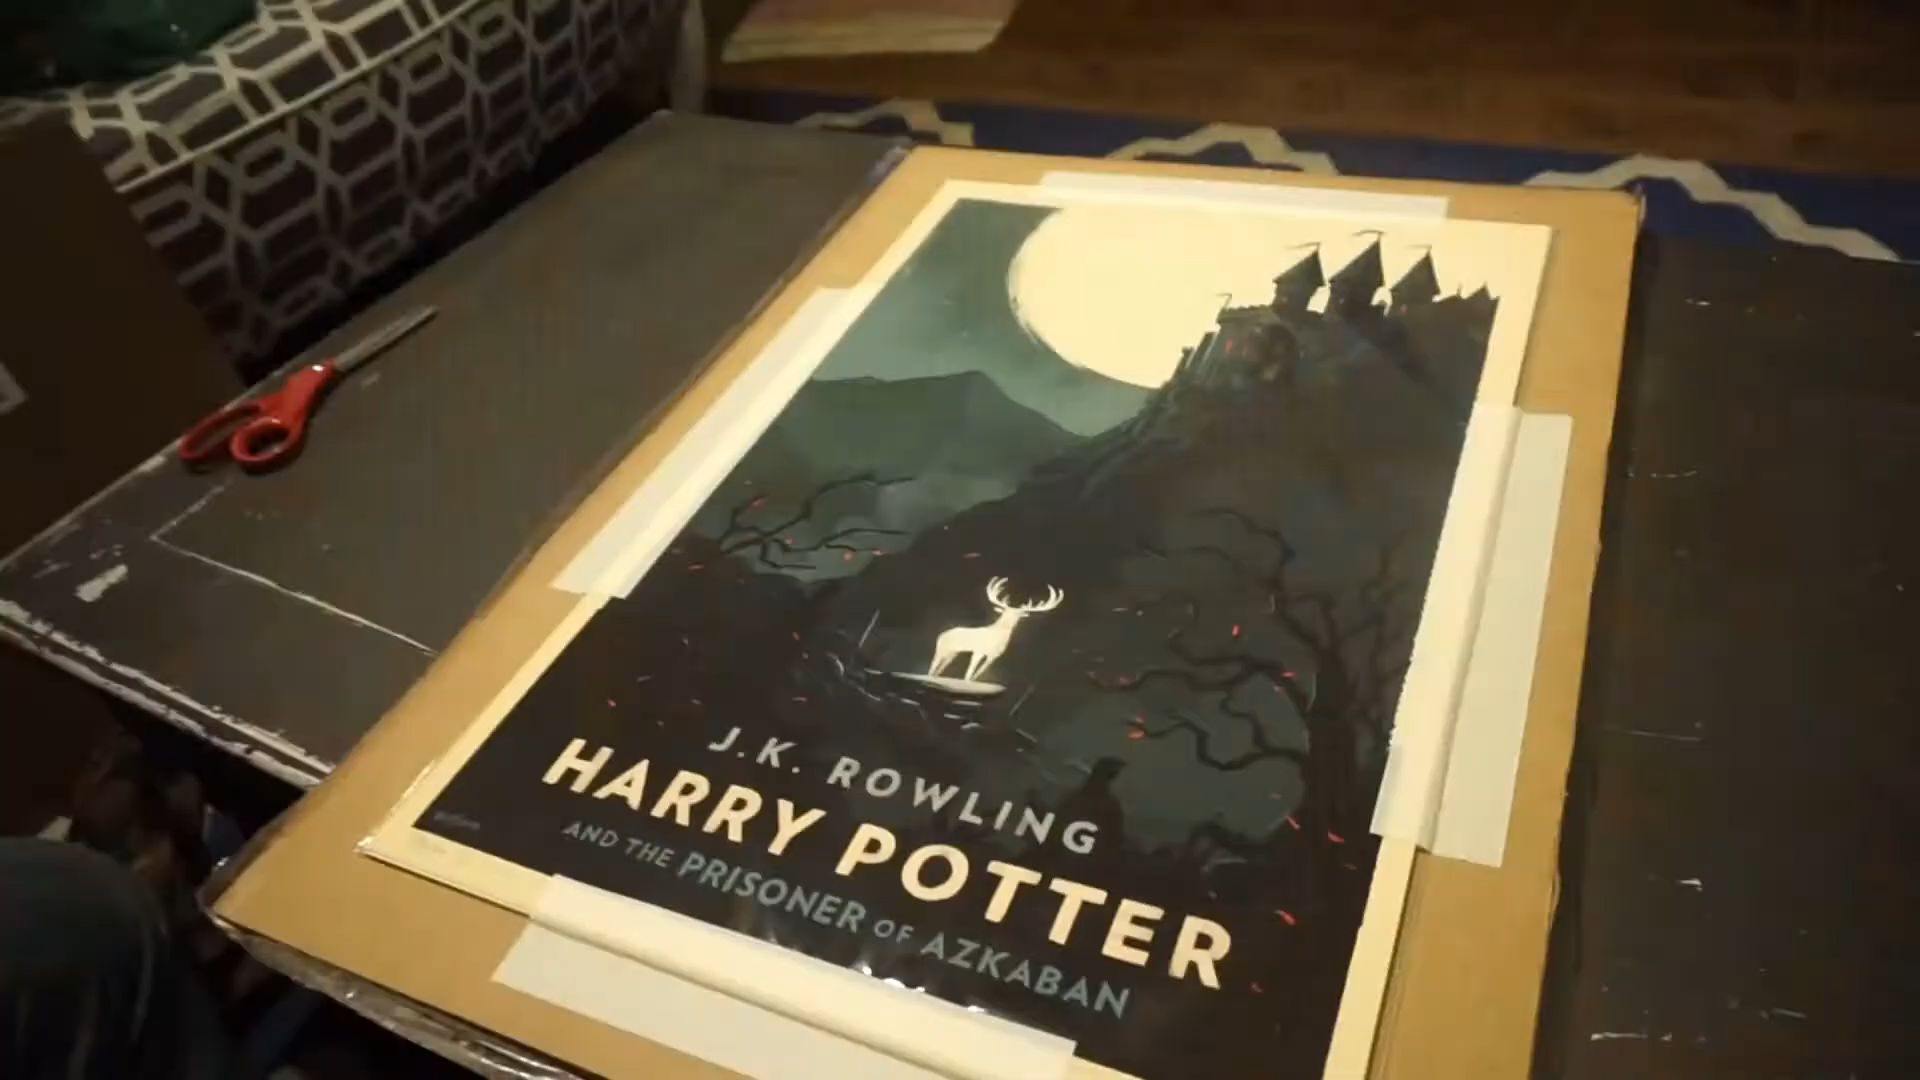 J.K. ROWLING
HARRY POTTER
AND THE PRISONER OF AZKABAN